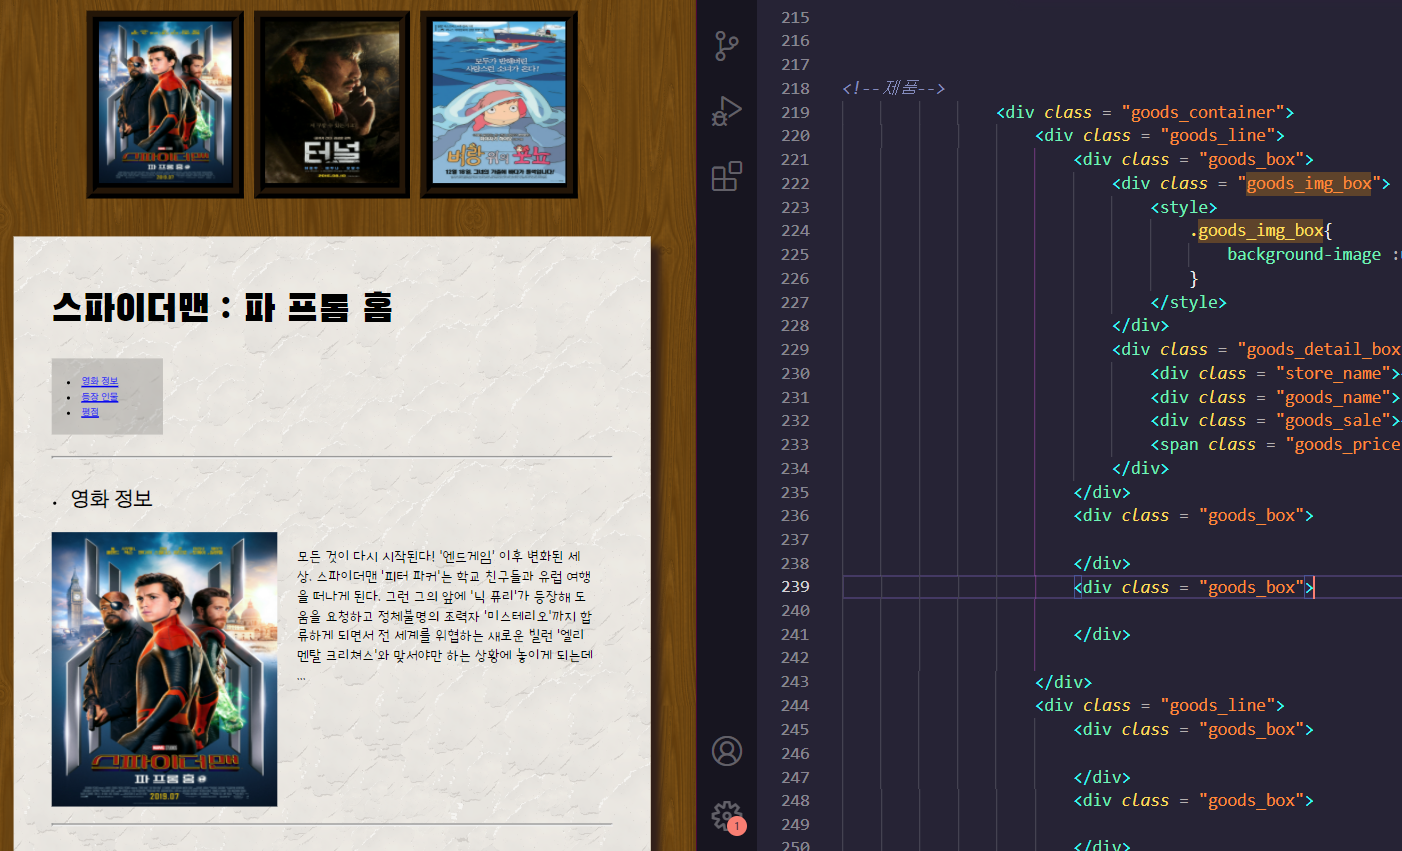 스파이더맨
파 프롬 홈
2019.07
터널
모두가 반해버린
사랑스런 소녀가 온다!
벼랑 위의 포뇨
스파이더맨 : 파 프롬 홈
영화 정보
등장 인물
평점
영화 정보
모든 것이 다시 시작된다! '엔드게임' 이후 변화된 세
상. 스파이더맨 '피터 파커'는 학교 친구들과 유럽 여행
을 떠나게 된다. 그런 그의 앞에 '닉 퓨리'가 등장해 도
움을 요청하고 정체불명의 조력자 '미스테리오'까지 합
류하게 되면서 전 세계를 위협하는 새로운 빌런 '엘리
멘탈 크리쳐스'와 맞서야만 하는 상황에 놓이게 되는데
...
스파이더맨
파 프롬 홈
2019.07
1
215
216
217
218 <!--제품-->
219 <div class = "goods_container">
220 <div class = "goods_line">
221 <div class = "goods_box">
222 <div class = "goods_img_box">
223 <style>
224 .goods_img_box{
225 background-image :
226 }
227 </style>
228 </div>
229 <div class = "goods_detail_box
230 <div class = "store_name">
231 <div class = "goods_name">
232 <div class = "goods_sale">
233 <span class = "goods_price
234 </div>
235 </div>
236 <div class = "goods_box">
237
238 </div>
239 <div class = "goods_box">
240
241 </div>
242
243 </div>
244 <div class = "goods_line">
245 <div class = "goods_box">
246
247 </div>
248 <div class = "goods_box">
249
250 </div>